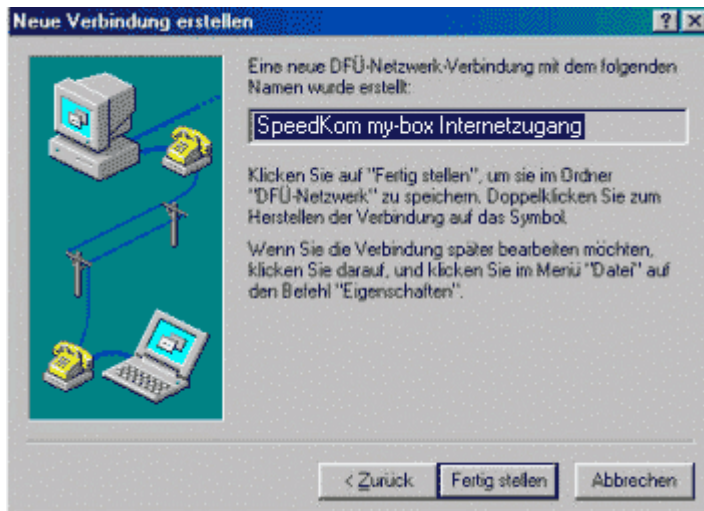 Neue Verbindung erstellen
Eine neue DFÜ-Netzwerk-Verbindung mit dem folgenden
Namen wurde erstellt:
SpeedKom my-box Internetzugang
Klicken Sie auf "Fertig stellen", um sie im Ordner
"DFÜ-Netzwerk" zu speichern. Doppelklicken Sie zum
Herstellen der Verbindung auf das Symbol.
Wenn Sie die Verbindung später bearbeiten möchten,
klicken Sie darauf, und klicken Sie im Menü "Datei" auf
den Befehl "Eigenschaften".
< Zurück Fertig stellen Abbrechen